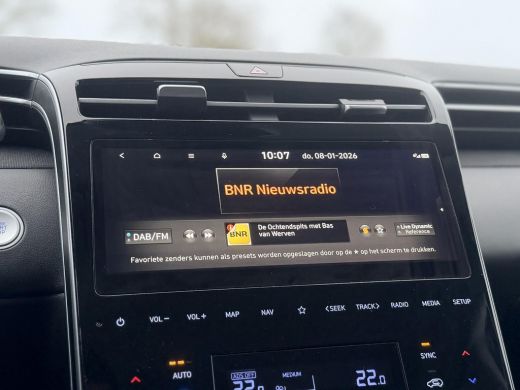 10:07 do. 08-01-2026
BNR Nieuwsradio
DAB/FM
BNR
De Ochtendspits met Bas
van Werven
Live Dynamic
Reference
Favoriete zenders kunnen als presets worden opgeslagen door op de ★ op het scherm te drukken.
VOL– VOL+ MAP NAV ☆ <SEEK TRACK> RADIO MEDIA SETUP
AUTO
MEDIUM
22.0
SYNC